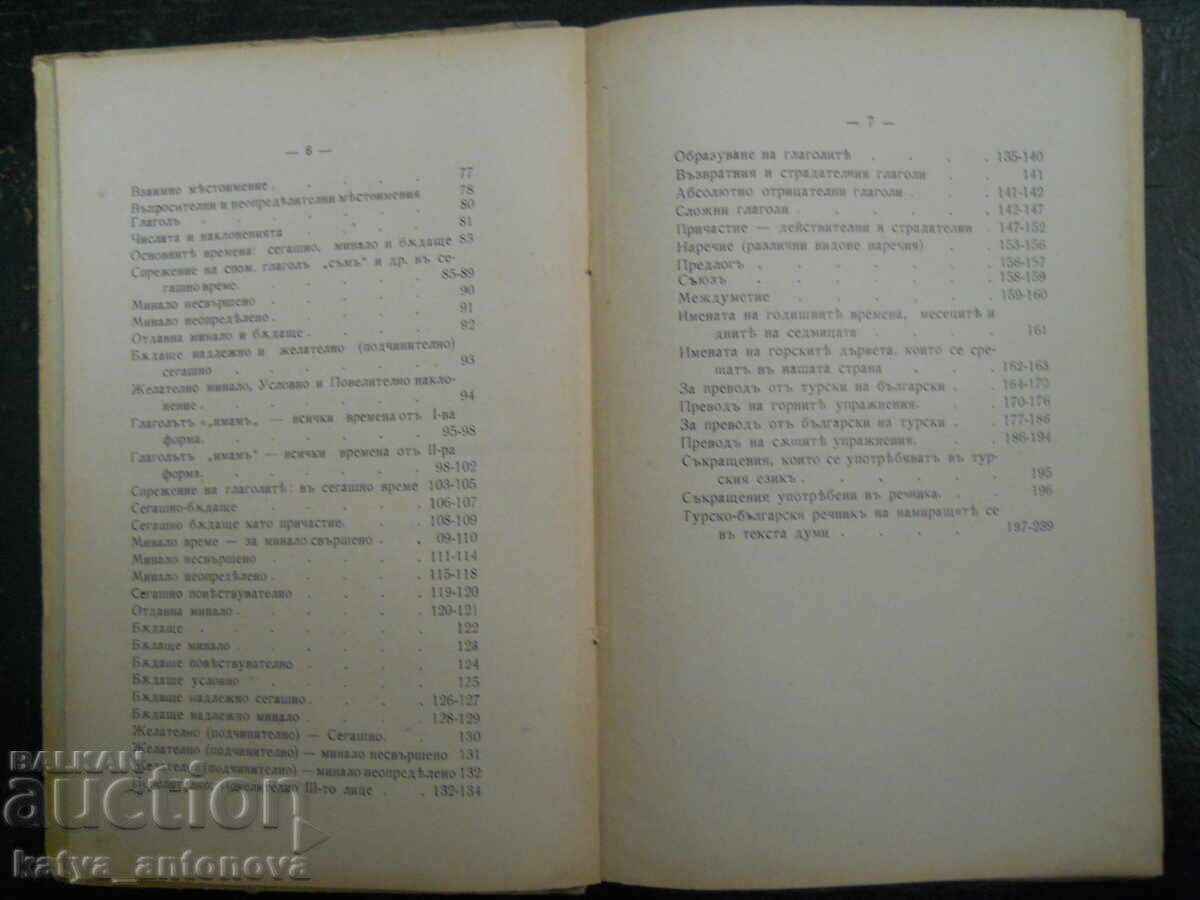 — 6 —
Взаимно мѣстоимение . . . . . 77
Въпросителни и неопредѣлителни мѣстоимения 78
Глаголъ . . . . . 80
Числата и наклоненията . . . . 81
Основнитѣ времена: сегашно, минало и бѫдаще 83
Спрежение на спом. глаголъ „съмъ“ и др. въ се-
гашно време. . . . . 85-89
Минало несвършено . . . . . 90
Минало неопредѣлено . . . . . 91
Отдавна минало и бѫдаще . . . . 92
Бѫдаще надлежно и желателно (подчинително)
сегашно . . . . . 93
Желателно минало, Условно и Повелително накло-
нение . . . . . 94
Глаголътъ „имамъ“ — всички времена отъ I-ва
форма. . . . . 95-98
Глаголътъ „имамъ“ — всички времена отъ II-ра
форма. . . . . 98-102
Спрежение на глаголитѣ: въ сегашно време 103-105
Сегашно-бѫдаще . . . . . 106-107
Сегашно бѫдаще като причастие. . . . 108-109
Минало време — за минало свършено . . 09-110
Минало несвършено . . . . . 111-114
Минало неопредѣлено . . . . . 115-118
Сегашно повѣствувателно . . . . 119-120
Отдавна минало . . . . . 120-121
Бѫдаще . . . . . 122
Бѫдаще минало . . . . . 123
Бѫдаще повѣствувателно . . . . 124
Бѫдаще условно . . . . . 125
Бѫдаще надлежно сегашно . . . . 126-127
Бѫдаще надлежно минало . . . . 128-129
Желателно (подчинително) — Сегашно. . . 130
Желателно (подчинително) — минало несвършено 131
Желателно (подчинително) — минало неопредѣлено 132
повелително III-то лице . . 132-134
— 7 —
Образуване на глаголитѣ . . . . 135-140
Възвратния и страдателния глаголи . . . 141
Абсолютно отрицателни глаголи . . . 141-142
Сложни глаголи . . . . . 142-147
Причастие — действителни и страдателни . 147-152
Наречие (различни видове наречия) . . 153-156
Предлогъ . . . . . 156-157
Съюзъ . . . . . 158-159
Междуметие . . . . . 159-160
Имената на годишнитѣ времена, месецитѣ и
днитѣ на седмицата . . . . 161
Имената на горскитѣ дървета, които се сре-
щатъ въ нашата страна . . . . 162-163
За преводъ отъ турски на български . . 164-170
Преводъ на горнитѣ упражнения. . . . 170-176
За преводъ отъ български на турски . . 177-186
Преводъ на сѫщитѣ упражнения. . . . 186-194
Съкращения, които се употрѣбяватъ въ тур-
ския езикъ . . . . . 195
Съкращения употрѣбени въ речника. . . 196
Турско-български речникъ на намиращитѣ се
въ текста думи . . . . 197-239
BALKAN
auction
katya_antonova